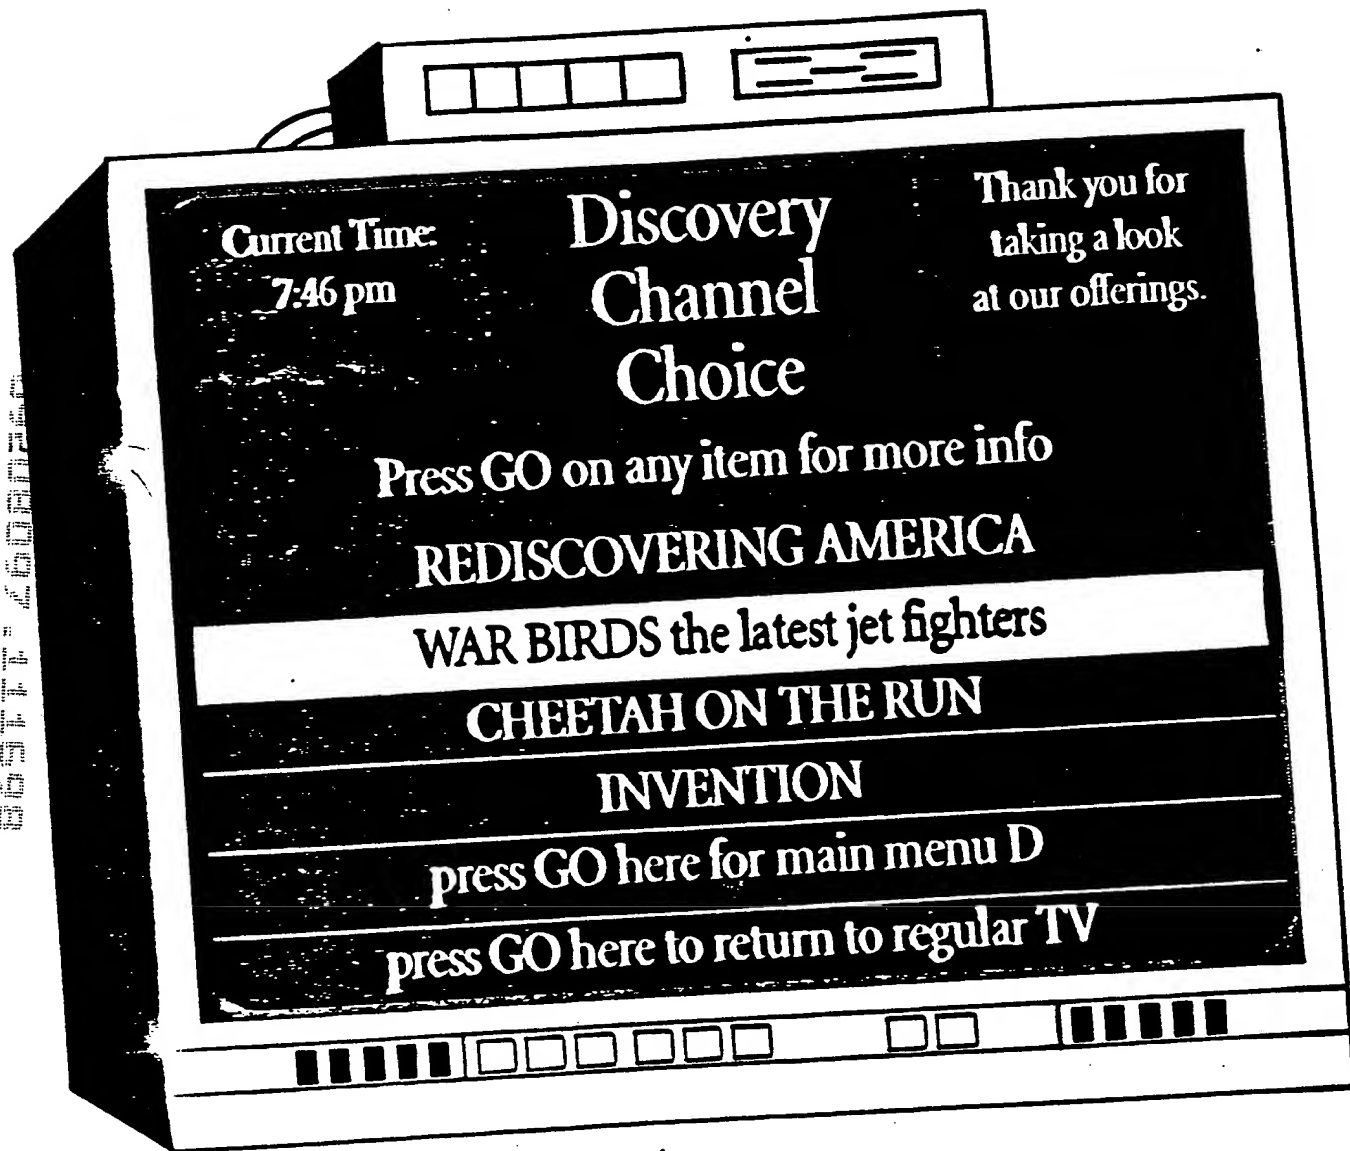 Current Time:
7:46 pm
Discovery
Channel
Choice
Thank you for
taking a look
at our offerings.
Press GO on any item for more info
REDISCOVERING AMERICA
WAR BIRDS the latest jet fighters
CHEETAH ON THE RUN
INVENTION
press GO here for main menu D
press GO here to return to regular TV